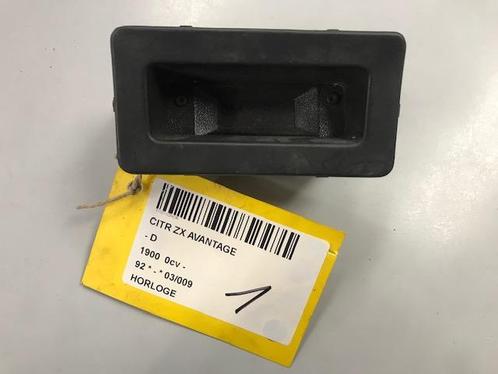 CITR ZX AVANTAGE
- D
1900 0cv -
92 * - * 03/009
HORLOGE
1